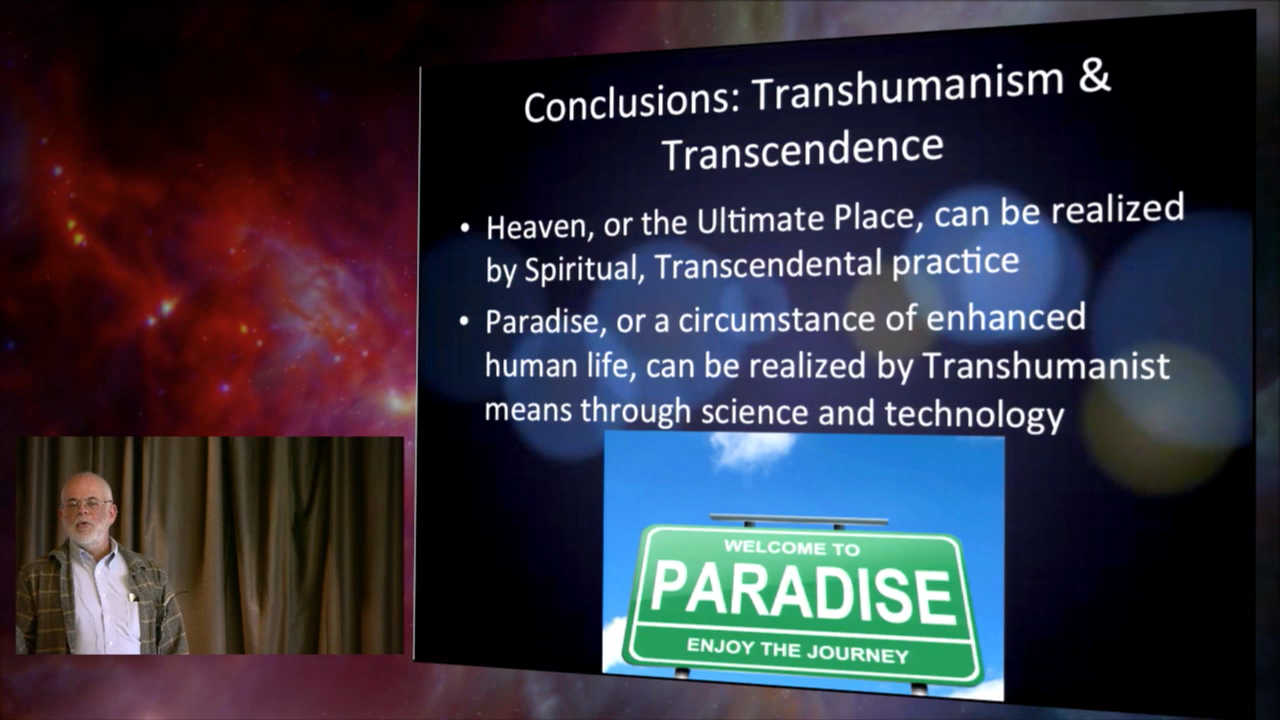 Conclusions: Transhumanism &
Transcendence
• Heaven, or the Ultimate Place, can be realized
by Spiritual, Transcendental practice
• Paradise, or a circumstance of enhanced
human life, can be realized by Transhumanist
means through science and technology
WELCOME TO
PARADISE
ENJOY THE JOURNEY